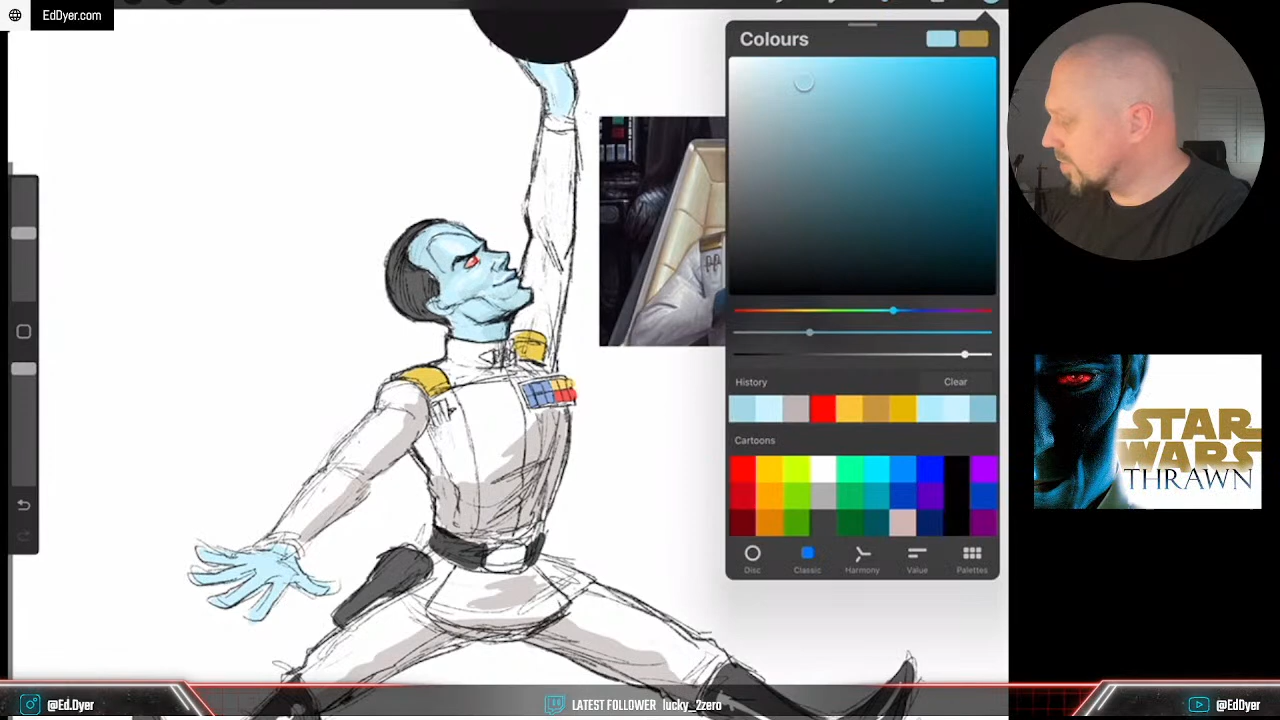 EdDyer.com
Colours
History
Clear
Cartoons
Disc
Classic
Harmony
Value
Palettes
STAR
WARS
THRAWN
@Ed.Dyer
LATEST FOLLOWER lucky_2zero
@EdDyer